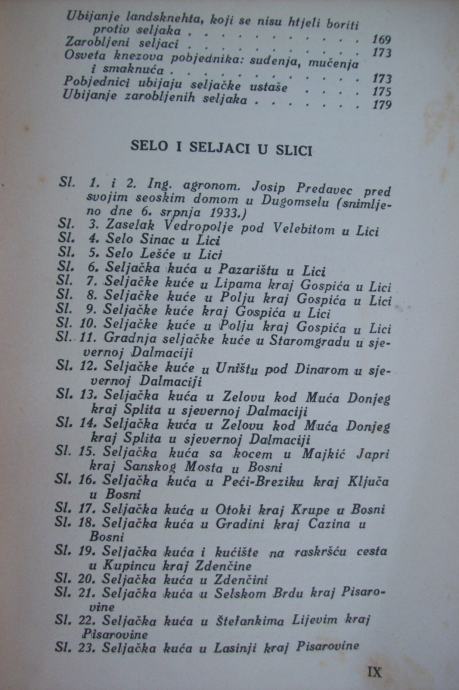 Ubijanje landsknehta, koji se nisu htjeli boriti
protiv seljaka . . . . . . . . . . 169
Zarobljeni seljaci . . . . . . . . . . 173
Osveta knezova pobjednika: suđenja, mučenja
i smaknuća . . . . . . . . . . . 173
Pobjednici ubijaju seljačke ustaše . . . . . 175
Ubijanje zarobljenih seljaka . . . . . . . 179
SELO I SELJACI U SLICI
Sl. 1. i 2. Ing. agronom. Josip Predavec pred
svojim seoskim domom u Dugomselu (snimlje-
no dne 6. srpnja 1933.)
Sl. 3. Zaselak Vedropolje pod Velebitom u Lici
Sl. 4. Selo Sinac u Lici
Sl. 5. Selo Lešće u Lici
Sl. 6. Seljačka kuća u Pazarištu u Lici
Sl. 7. Seljačke kuće u Lipama kraj Gospića u Lici
Sl. 8. Seljačke kuće u Polju kraj Gospića u Lici
Sl. 9. Seljačke kuće kraj Gospića u Lici
Sl. 10. Seljačke kuće u Polju kraj Gospića u Lici
Sl. 11. Gradnja seljačke kuće u Staromgradu u sje-
vernoj Dalmaciji
Sl. 12. Seljačke kuće u Uništu pod Dinarom u sje-
vernoj Dalmaciji
Sl. 13. Seljačka kuća u Zelovu kod Muća Donjeg
kraj Splita u sjevernoj Dalmaciji
Sl. 14. Seljačka kuća u Zelovu kod Muća Donjeg
kraj Splita u sjevernoj Dalmaciji
Sl. 15. Seljačka kuća sa kocem u Majkić Japri
kraj Sanskog Mosta u Bosni
Sl. 16. Seljačka kuća u Peći-Breziku kraj Ključa
u Bosni
Sl. 17. Seljačka kuća u Otoki kraj Krupe u Bosni
Sl. 18. Seljačka kuća u Gradini kraj Cazina u
Bosni
Sl. 19. Seljačka kuća i kućište na raskršću cesta
u Kupincu kraj Zdenčine
Sl. 20. Seljačka kuća u Zdenčini
Sl. 21. Seljačka kuća u Selskom Brdu kraj Pisaro-
vine
Sl. 22. Seljačka kuća u Štefankima Lijevim kraj
Pisarovine
Sl. 23. Seljačka kuća u Lasinji kraj Pisarovine
IX